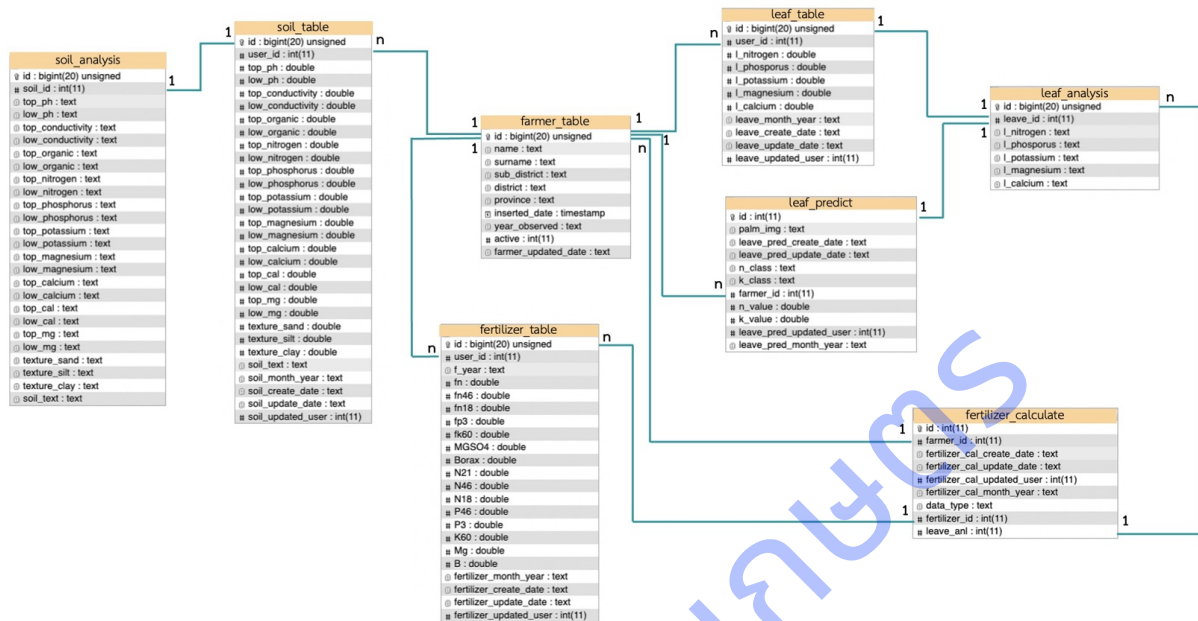 soil_analysis
id : bigint(20) unsigned
soil_id : int(11)
top_ph : text
low_ph : text
top_conductivity : text
low_conductivity : text
top_organic : text
low_organic : text
top_nitrogen : text
low_nitrogen : text
top_phosphorus : text
low_phosphorus : text
top_potassium : text
low_potassium : text
top_magnesium : text
low_magnesium : text
top_calcium : text
low_calcium : text
top_cal : text
low_cal : text
top_mg : text
low_mg : text
texture_sand : text
texture_silt : text
texture_clay : text
soil_text : text
1
1
soil_table
id : bigint(20) unsigned
user_id : int(11)
top_ph : double
low_ph : double
top_conductivity : double
low_conductivity : double
top_organic : double
low_organic : double
top_nitrogen : double
low_nitrogen : double
top_phosphorus : double
low_phosphorus : double
top_potassium : double
low_potassium : double
top_magnesium : double
low_magnesium : double
top_calcium : double
low_calcium : double
top_cal : double
low_cal : double
top_mg : double
low_mg : double
texture_sand : double
texture_silt : double
texture_clay : double
soil_text : text
soil_month_year : text
soil_create_date : text
soil_update_date : text
soil_updated_user : int(11)
n
1
1
farmer_table
id : bigint(20) unsigned
name : text
surname : text
sub_district : text
district : text
province : text
inserted_date : timestamp
year_observed : text
active : int(11)
farmer_updated_date : text
1
1
n
n
fertilizer_table
id : bigint(20) unsigned
user_id : int(11)
f_year : text
fn : double
fn46 : double
fn18 : double
fp3 : double
fk60 : double
MGSO4 : double
Borax : double
N21 : double
N46 : double
N18 : double
P46 : double
P3 : double
K60 : double
Mg : double
B : double
fertilizer_month_year : text
fertilizer_create_date : text
fertilizer_update_date : text
fertilizer_updated_user : int(11)
n
n
leaf_table
id : bigint(20) unsigned
user_id : int(11)
l_nitrogen : double
l_phosporus : double
l_potassium : double
l_magnesium : double
l_calcium : double
leave_month_year : text
leave_create_date : text
leave_update_date : text
leave_updated_user : int(11)
1
n
leaf_predict
id : int(11)
palm_img : text
leave_pred_create_date : text
leave_pred_update_date : text
n_class : text
k_class : text
farmer_id : int(11)
n_value : double
k_value : double
leave_pred_updated_user : int(11)
leave_pred_month_year : text
1
1
1
leaf_analysis
id : bigint(20) unsigned
leave_id : int(11)
l_nitrogen : text
l_phosporus : text
l_potassium : text
l_magnesium : text
l_calcium : text
n
1
1
fertilizer_calculate
id : int(11)
farmer_id : int(11)
fertilizer_cal_create_date : text
fertilizer_cal_update_date : text
fertilizer_cal_updated_user : int(11)
fertilizer_cal_month_year : text
data_type : text
fertilizer_id : int(11)
leave_anl : int(11)
1